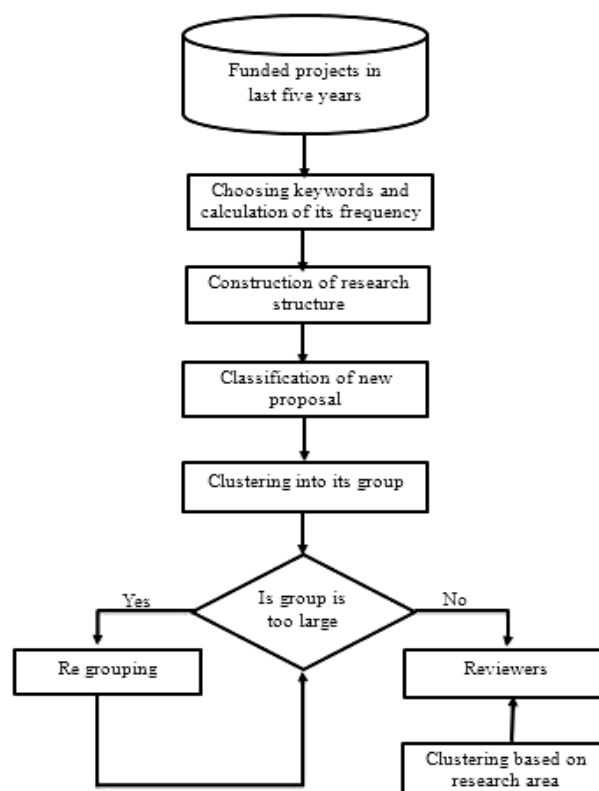 Funded projects in
last five years
Choosing keywords and
calculation of its frequency
Construction of research
structure
Classification of new
proposal
Clustering into its group
Is group is
too large
Yes
No
Re grouping
Reviewers
Clustering based on
research area